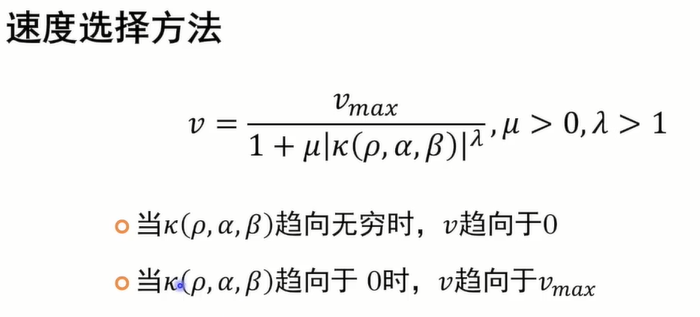 速度选择方法
v = v_max / (1 + μ|κ(ρ, α, β)|^λ), μ > 0, λ > 1
当κ(ρ, α, β)趋向无穷时，v趋向于0
当κ(ρ, α, β)趋向于 0时，v趋向于v_max